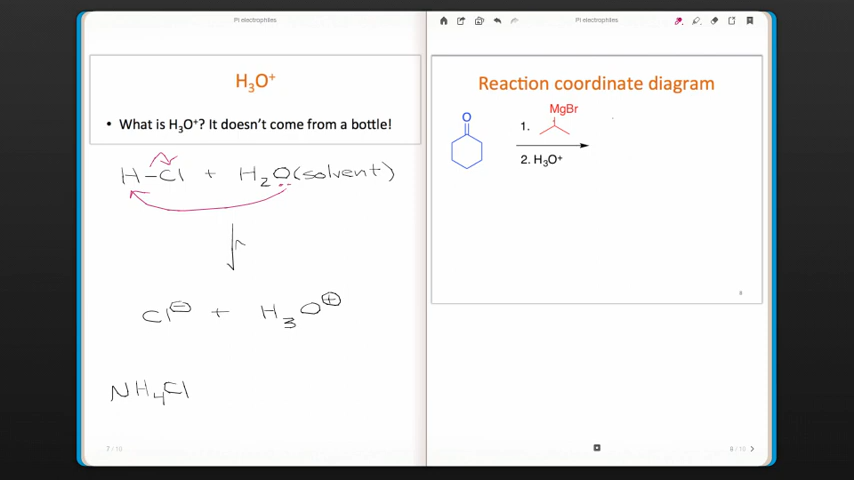 PI electrophiles
H₃O⁺
• What is H₃O⁺? It doesn't come from a bottle!
H–Cl + H₂O (solvent)
Cl⊖ + H₃O⊕
NH₄Cl
7 / 10
PI electrophiles
Reaction coordinate diagram
O
MgBr
1.
2. H₃O⁺
8
9 / 10